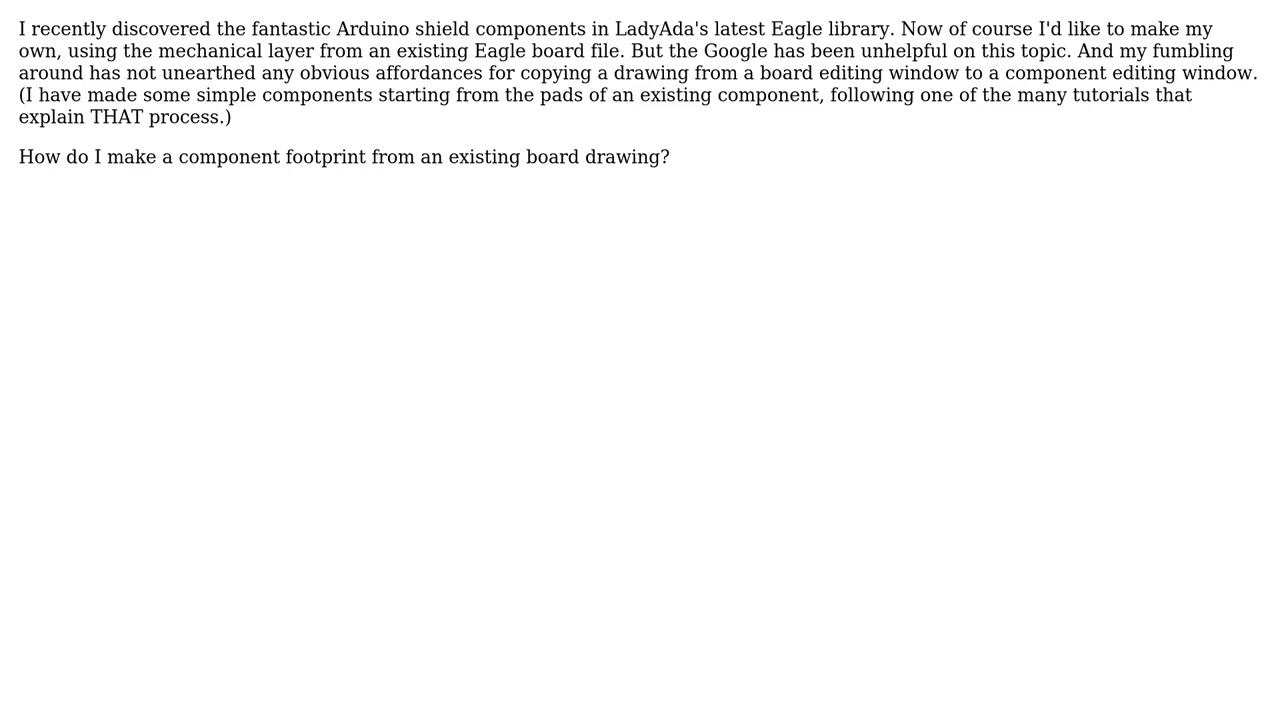 I recently discovered the fantastic Arduino shield components in LadyAda's latest Eagle library. Now of course I'd like to make my
own, using the mechanical layer from an existing Eagle board file. But the Google has been unhelpful on this topic. And my fumbling
around has not unearthed any obvious affordances for copying a drawing from a board editing window to a component editing window.
(I have made some simple components starting from the pads of an existing component, following one of the many tutorials that
explain THAT process.)
How do I make a component footprint from an existing board drawing?